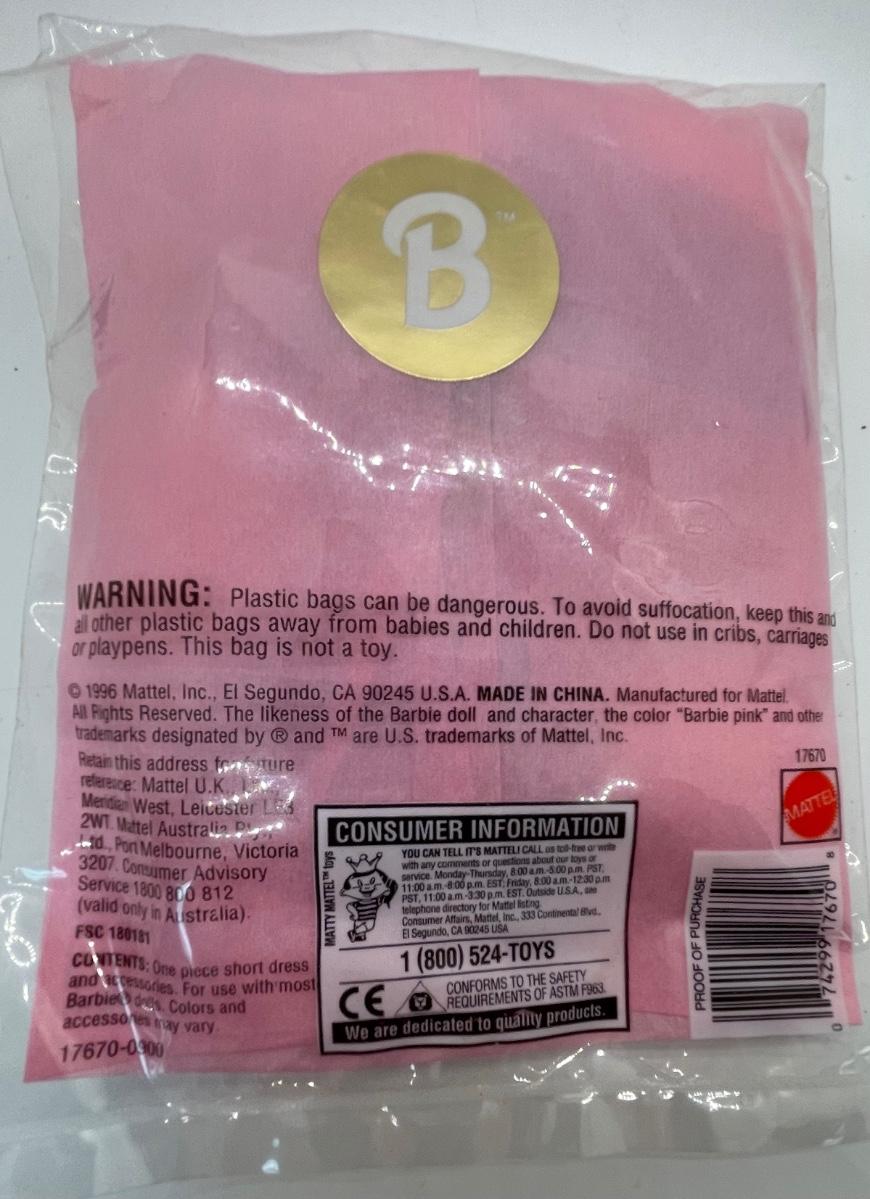 B™
WARNING: Plastic bags can be dangerous. To avoid suffocation, keep this and
all other plastic bags away from babies and children. Do not use in cribs, carriages
or playpens. This bag is not a toy.
© 1996 Mattel, Inc., El Segundo, CA 90245 U.S.A. MADE IN CHINA. Manufactured for Mattel.
All Rights Reserved. The likeness of the Barbie doll and character, the color "Barbie pink" and other
trademarks designated by ® and ™ are U.S. trademarks of Mattel, Inc.
Retain this address for future
reference: Mattel U.K.
Meridian West, Leicester LE3
2WT. Mattel Australia Pty.,
Ltd., Port Melbourne, Victoria
3207. Consumer Advisory
Service 1800 800 812
(valid only in Australia).
FSC 180181
CONTENTS: One piece short dress
and accessories. For use with most
Barbie® dolls. Colors and
accessories may vary.
17670-0900
CONSUMER INFORMATION
MATTY MATTEL™ toys
YOU CAN TELL IT'S MATTEL! CALL us toll-free or write
with any comments or questions about our toys or
service. Monday-Thursday, 8:00 a.m.-5:00 p.m. PST,
11:00 a.m.-8:00 p.m. EST; Friday, 8:00 a.m.-12:30 p.m.
PST, 11:00 a.m.-3:30 p.m. EST. Outside U.S.A., see
telephone directory for Mattel listing.
Consumer Affairs, Mattel, Inc., 333 Continental Blvd.,
El Segundo, CA 90245 USA
1 (800) 524-TOYS
CE
CONFORMS TO THE SAFETY
REQUIREMENTS OF ASTM F963.
We are dedicated to quality products.
17670
MATTEL
PROOF OF PURCHASE
0 74299 17670 8